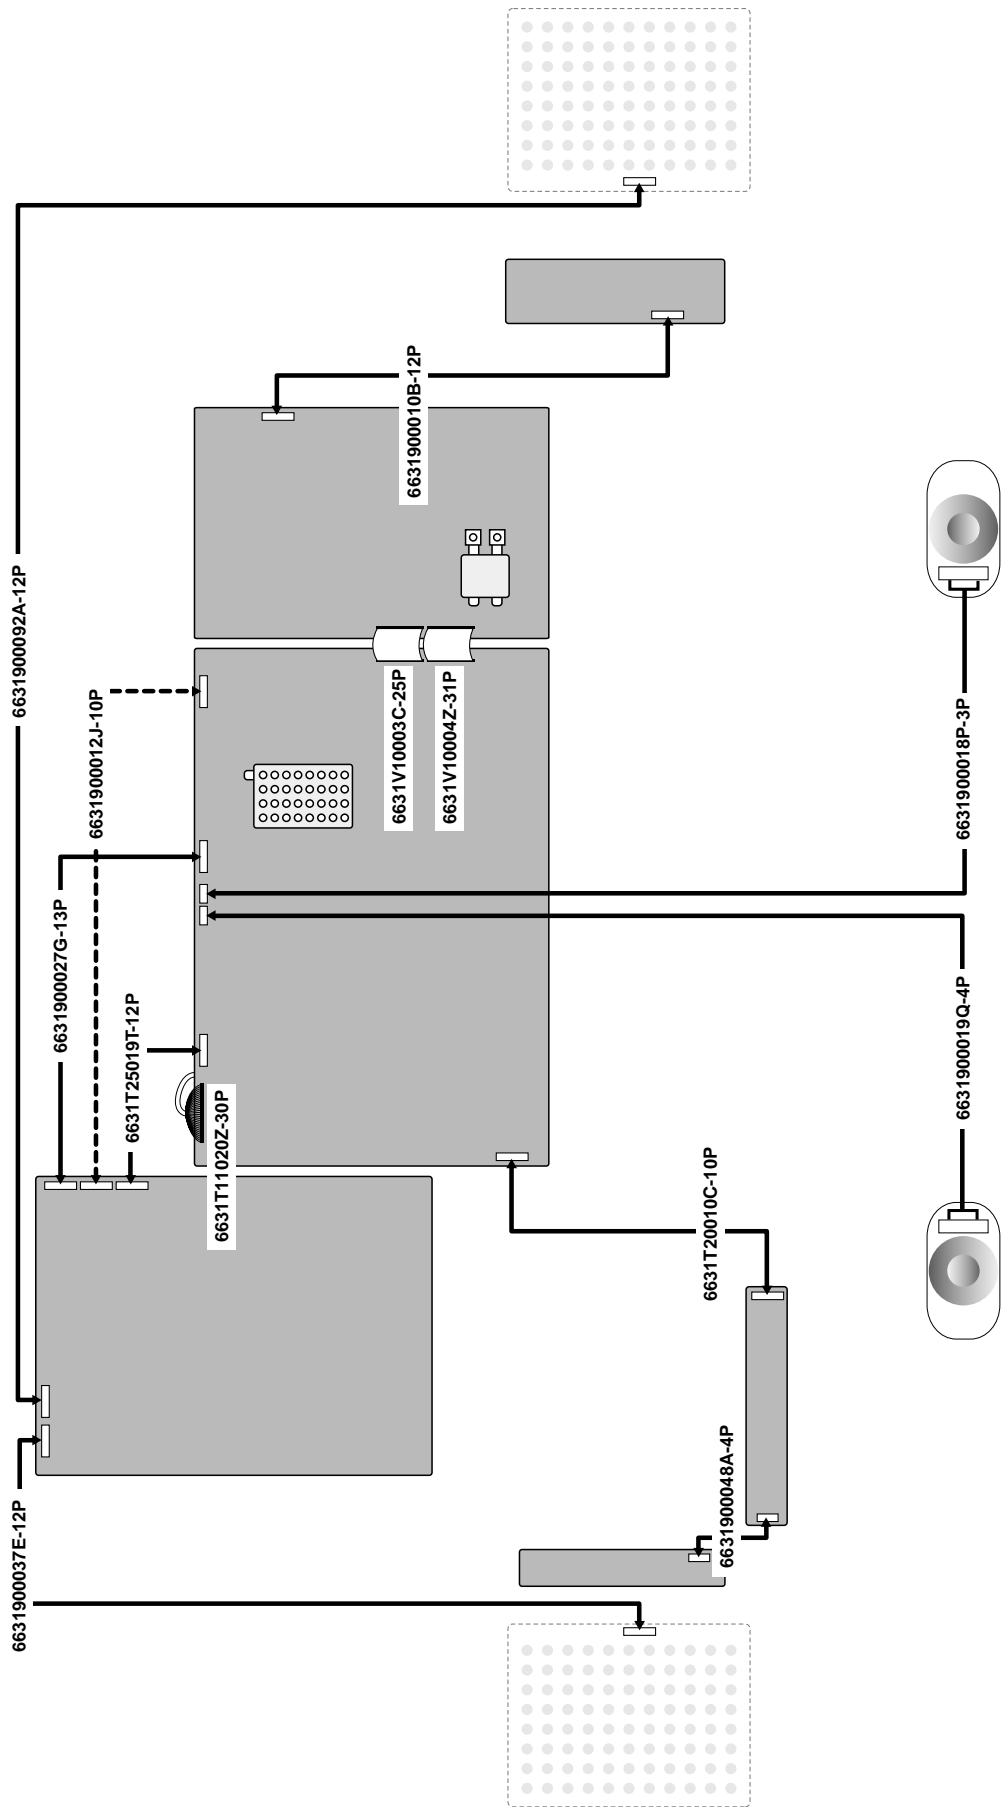 6631900092A-12P
6631900010B-12P
6631900012J-10P
6631V10003C-25P
6631V10004Z-31P
6631900018P-3P
6631900027G-13P
6631T25019T-12P
6631900019Q-4P
6631T11020Z-30P
6631T20010C-10P
6631900048A-4P
6631900037E-12P